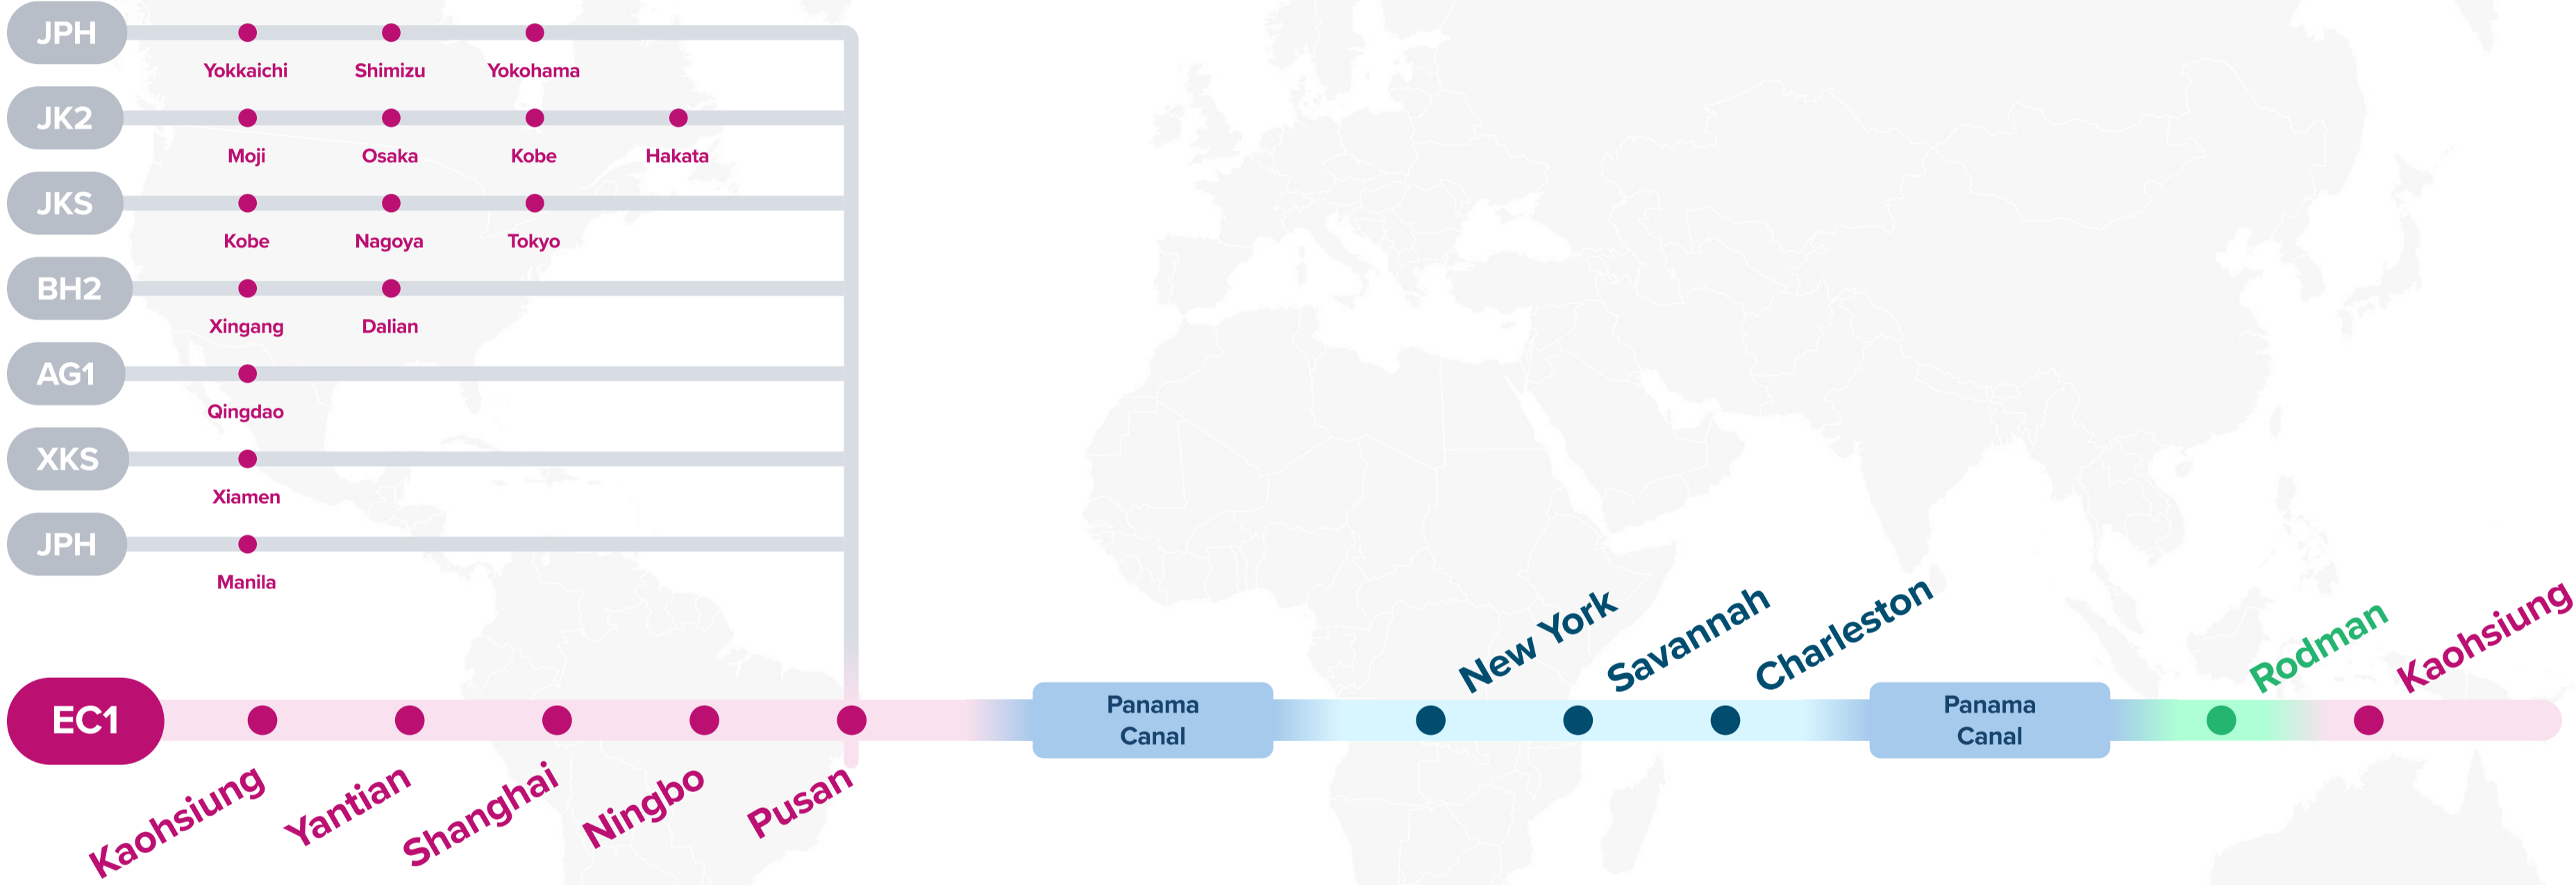 JPH
Yokkaichi Shimizu Yokohama
JK2
Moji Osaka Kobe Hakata
JKS
Kobe Nagoya Tokyo
BH2
Xingang Dalian
AG1
Qingdao
XKS
Xiamen
JPH
Manila
EC1
Kaohsiung
Yantian
Shanghai
Ningbo
Pusan
Panama
Canal
New York
Savannah
Charleston
Panama
Canal
Rodman
Kaohsiung